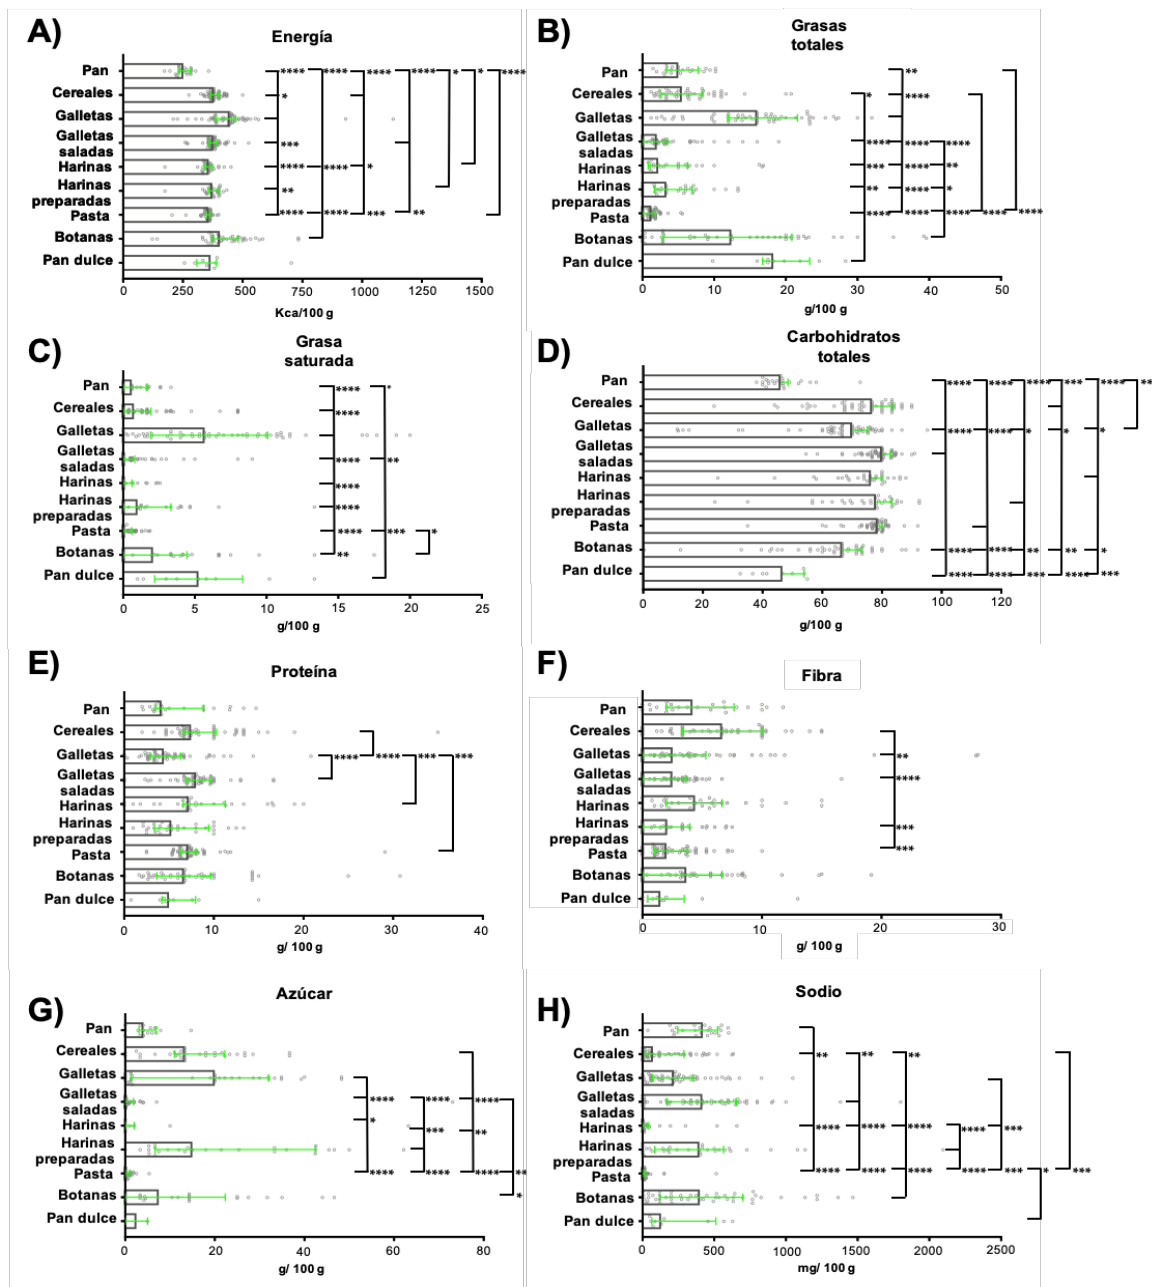 A)
Energía
Pan
Cereales
Galletas
Galletas
saladas
Harinas
Harinas
preparadas
Pasta
Botanas
Pan dulce
0 250 500 750 1000 1250 1500
Kca/100 g
B)
Grasas
totales
Pan
Cereales
Galletas
Galletas
saladas
Harinas
Harinas
preparadas
Pasta
Botanas
Pan dulce
0 10 20 30 40 50
g/100 g
C)
Grasa
saturada
Pan
Cereales
Galletas
Galletas
saladas
Harinas
Harinas
preparadas
Pasta
Botanas
Pan dulce
0 5 10 15 20 25
g/100 g
D)
Carbohidratos
totales
Pan
Cereales
Galletas
Galletas
saladas
Harinas
Harinas
preparadas
Pasta
Botanas
Pan dulce
0 20 40 60 80 100 120
g/100 g
E)
Proteína
Pan
Cereales
Galletas
Galletas
saladas
Harinas
Harinas
preparadas
Pasta
Botanas
Pan dulce
0 10 20 30 40
g/ 100 g
F)
Fibra
Pan
Cereales
Galletas
Galletas
saladas
Harinas
Harinas
preparadas
Pasta
Botanas
Pan dulce
0 10 20 30
g/ 100 g
G)
Azúcar
Pan
Cereales
Galletas
Galletas
saladas
Harinas
Harinas
preparadas
Pasta
Botanas
Pan dulce
0 20 40 60 80
g/ 100 g
H)
Sodio
Pan
Cereales
Galletas
Galletas
saladas
Harinas
Harinas
preparadas
Pasta
Botanas
Pan dulce
0 500 1000 1500 2000 2500
mg/ 100 g